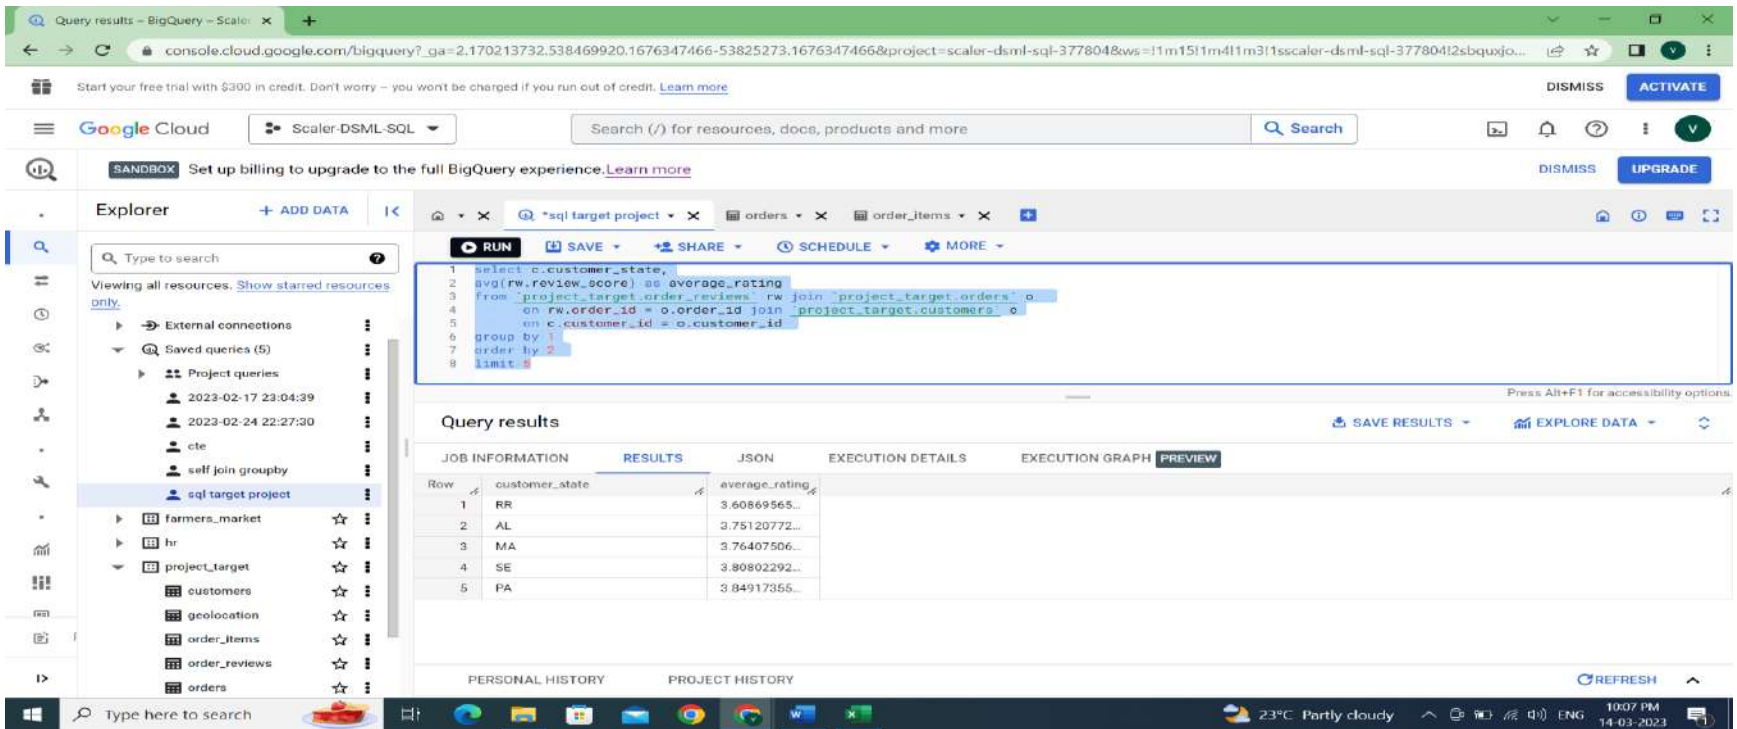 Query results – BigQuery – Scaler
console.cloud.google.com/bigquery?_ga=2.170213732.538469920.1676347466-53825273.1676347466&project=scaler-dsml-sql-377804&ws=!1m15!1m4!1m3!1sscaler-dsml-sql-377804!2sbquxjo...
Start your free trial with $300 in credit. Don't worry – you won't be charged if you run out of credit. Learn more
DISMISS
ACTIVATE
Google Cloud
Scaler-DSML-SQL
Search (/) for resources, docs, products and more
Search
V
SANDBOX Set up billing to upgrade to the full BigQuery experience.Learn more
DISMISS
UPGRADE
Explorer
+ ADD DATA
*sql target project
orders
order_items
RUN
SAVE
SHARE
SCHEDULE
MORE
Type to search
Viewing all resources. Show starred resources
only.
External connections
Saved queries (5)
Project queries
2023-02-17 23:04:39
2023-02-24 22:27:30
cte
self join groupby
sql target project
farmers_market
hr
project_target
customers
geolocation
order_items
order_reviews
orders
1 select c.customer_state,
2 avg(rw.review_score) as average_rating
3 from `project_target.order_reviews` rw join `project_target.orders` o
4 on rw.order_id = o.order_id join `project_target.customers` c
5 on c.customer_id = o.customer_id
6 group by 1
7 order by 2
8 limit 5
Press Alt+F1 for accessibility options.
Query results
SAVE RESULTS
EXPLORE DATA
JOB INFORMATION
RESULTS
JSON
EXECUTION DETAILS
EXECUTION GRAPH PREVIEW
Row customer_state average_rating
1 RR 3.60869565...
2 AL 3.75120772...
3 MA 3.76407506...
4 SE 3.80802292...
5 PA 3.84917355...
PERSONAL HISTORY
PROJECT HISTORY
REFRESH
Type here to search
23°C Partly cloudy
ENG
10:07 PM
14-03-2023